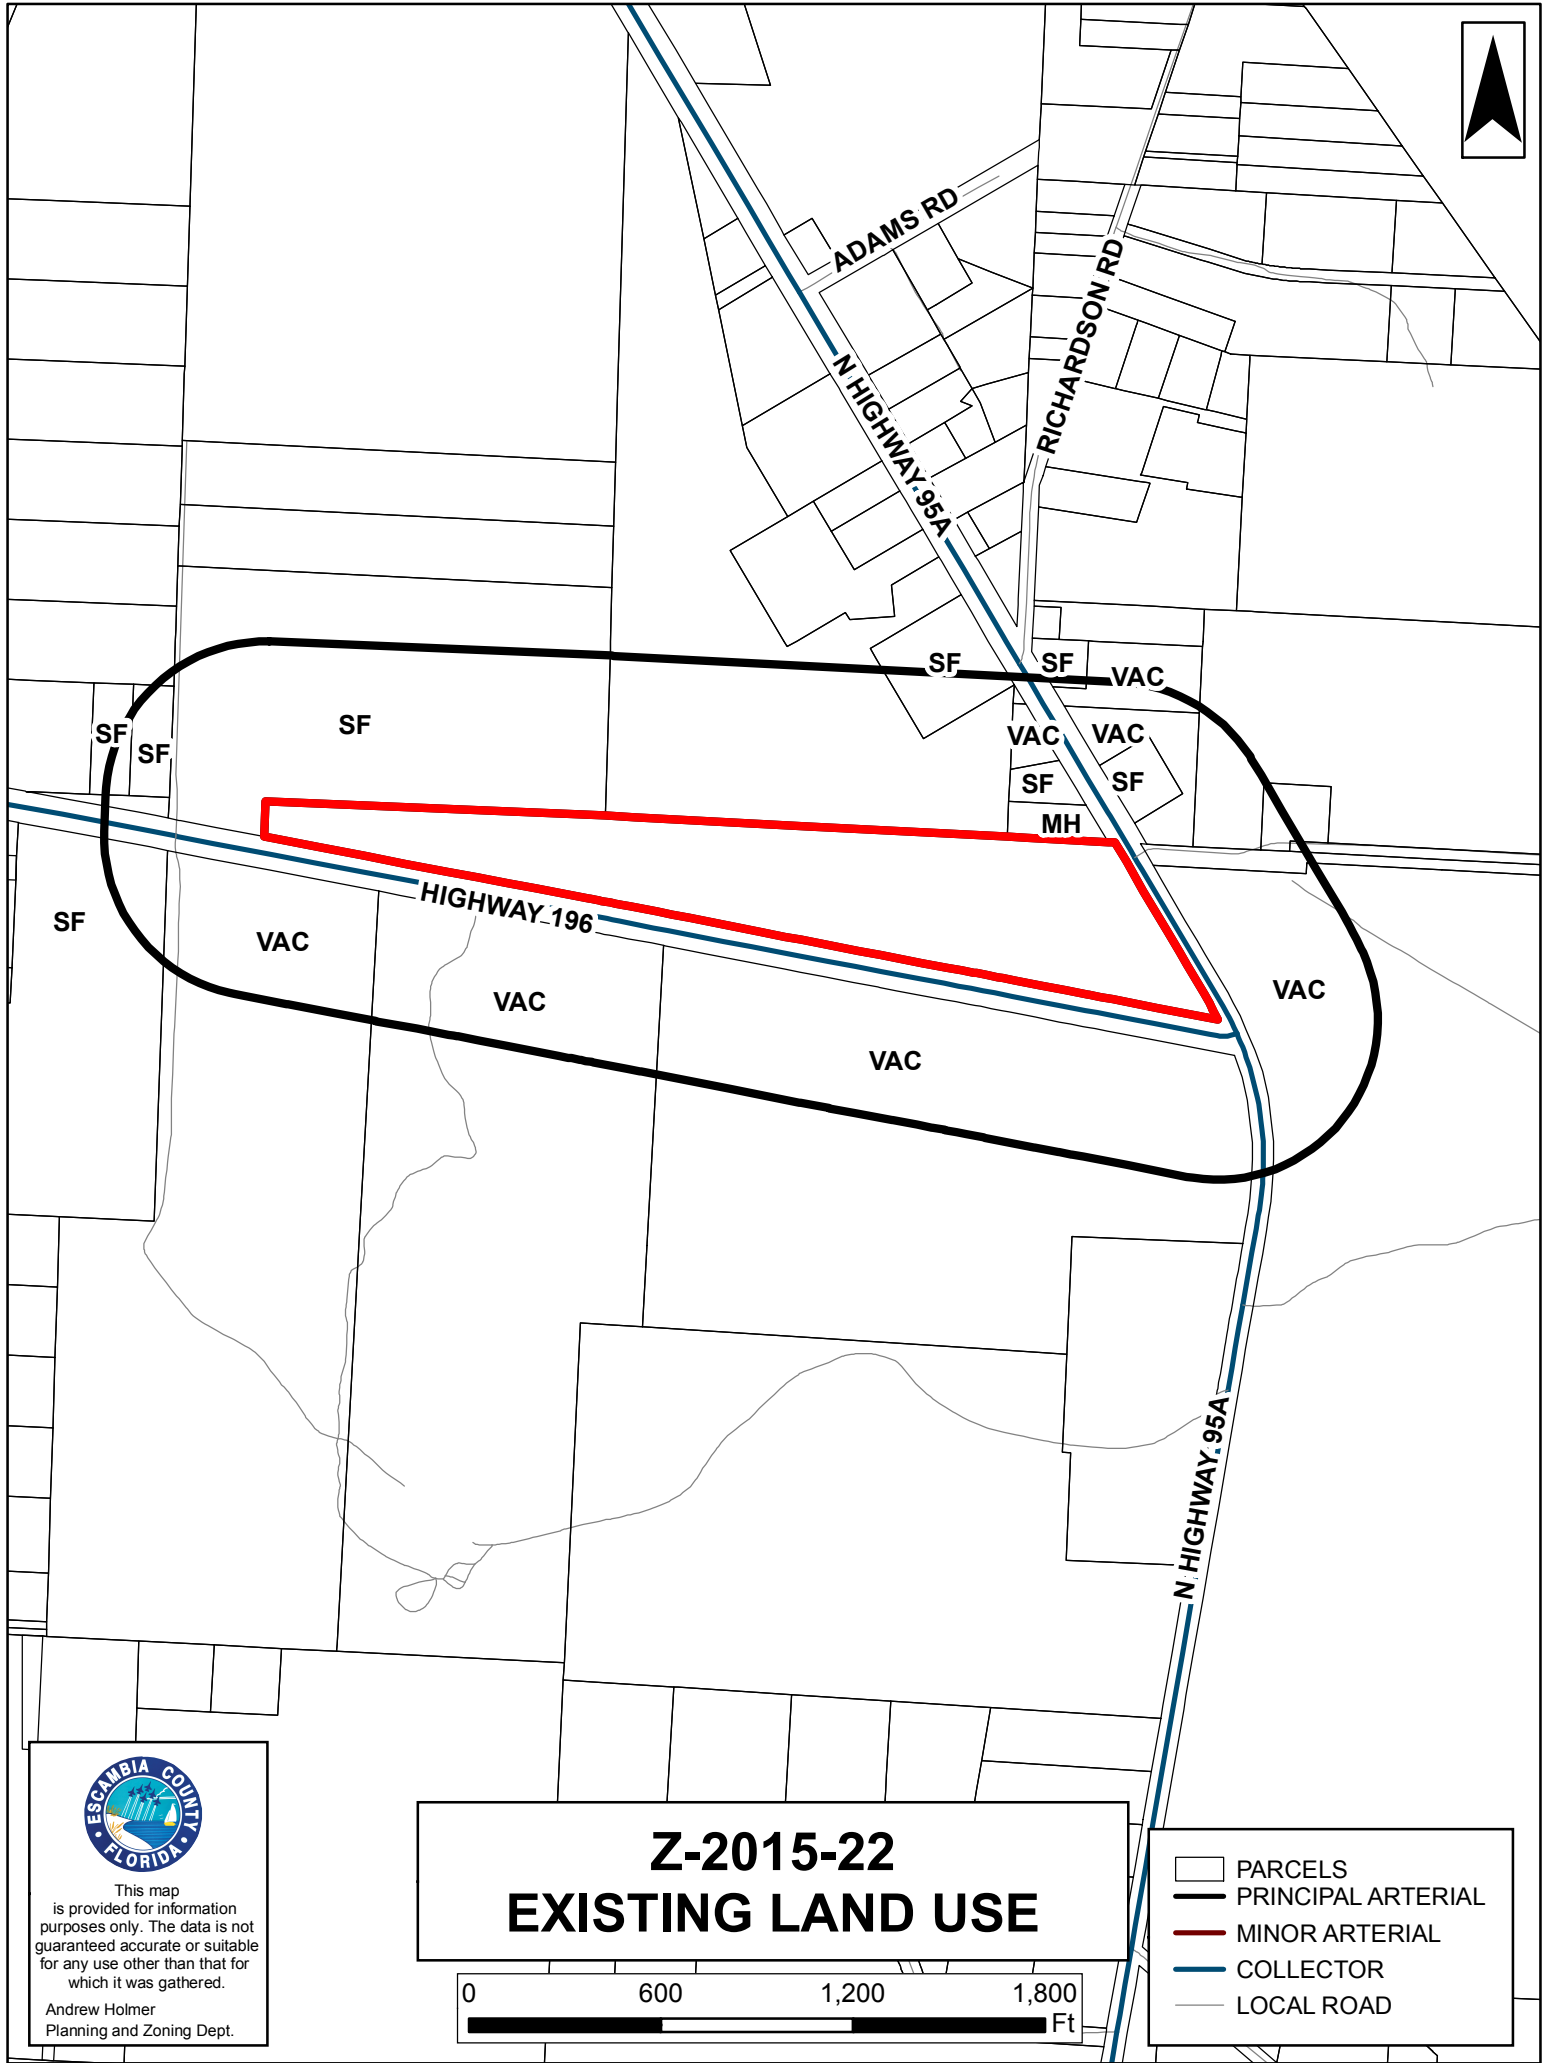 ADAMS RD
RICHARDSON RD
N HIGHWAY 95A
SF
SF
VAC
SF
SF
SF
VAC
VAC
SF
SF
MH
HIGHWAY 196
SF
VAC
VAC
VAC
VAC
N HIGHWAY 95A
ESCAMBIA COUNTY
FLORIDA
This map
is provided for information
purposes only. The data is not
guaranteed accurate or suitable
for any use other than that for
which it was gathered.
Andrew Holmer
Planning and Zoning Dept.
Z-2015-22
EXISTING LAND USE
0 600 1,200 1,800
Ft
PARCELS
PRINCIPAL ARTERIAL
MINOR ARTERIAL
COLLECTOR
LOCAL ROAD